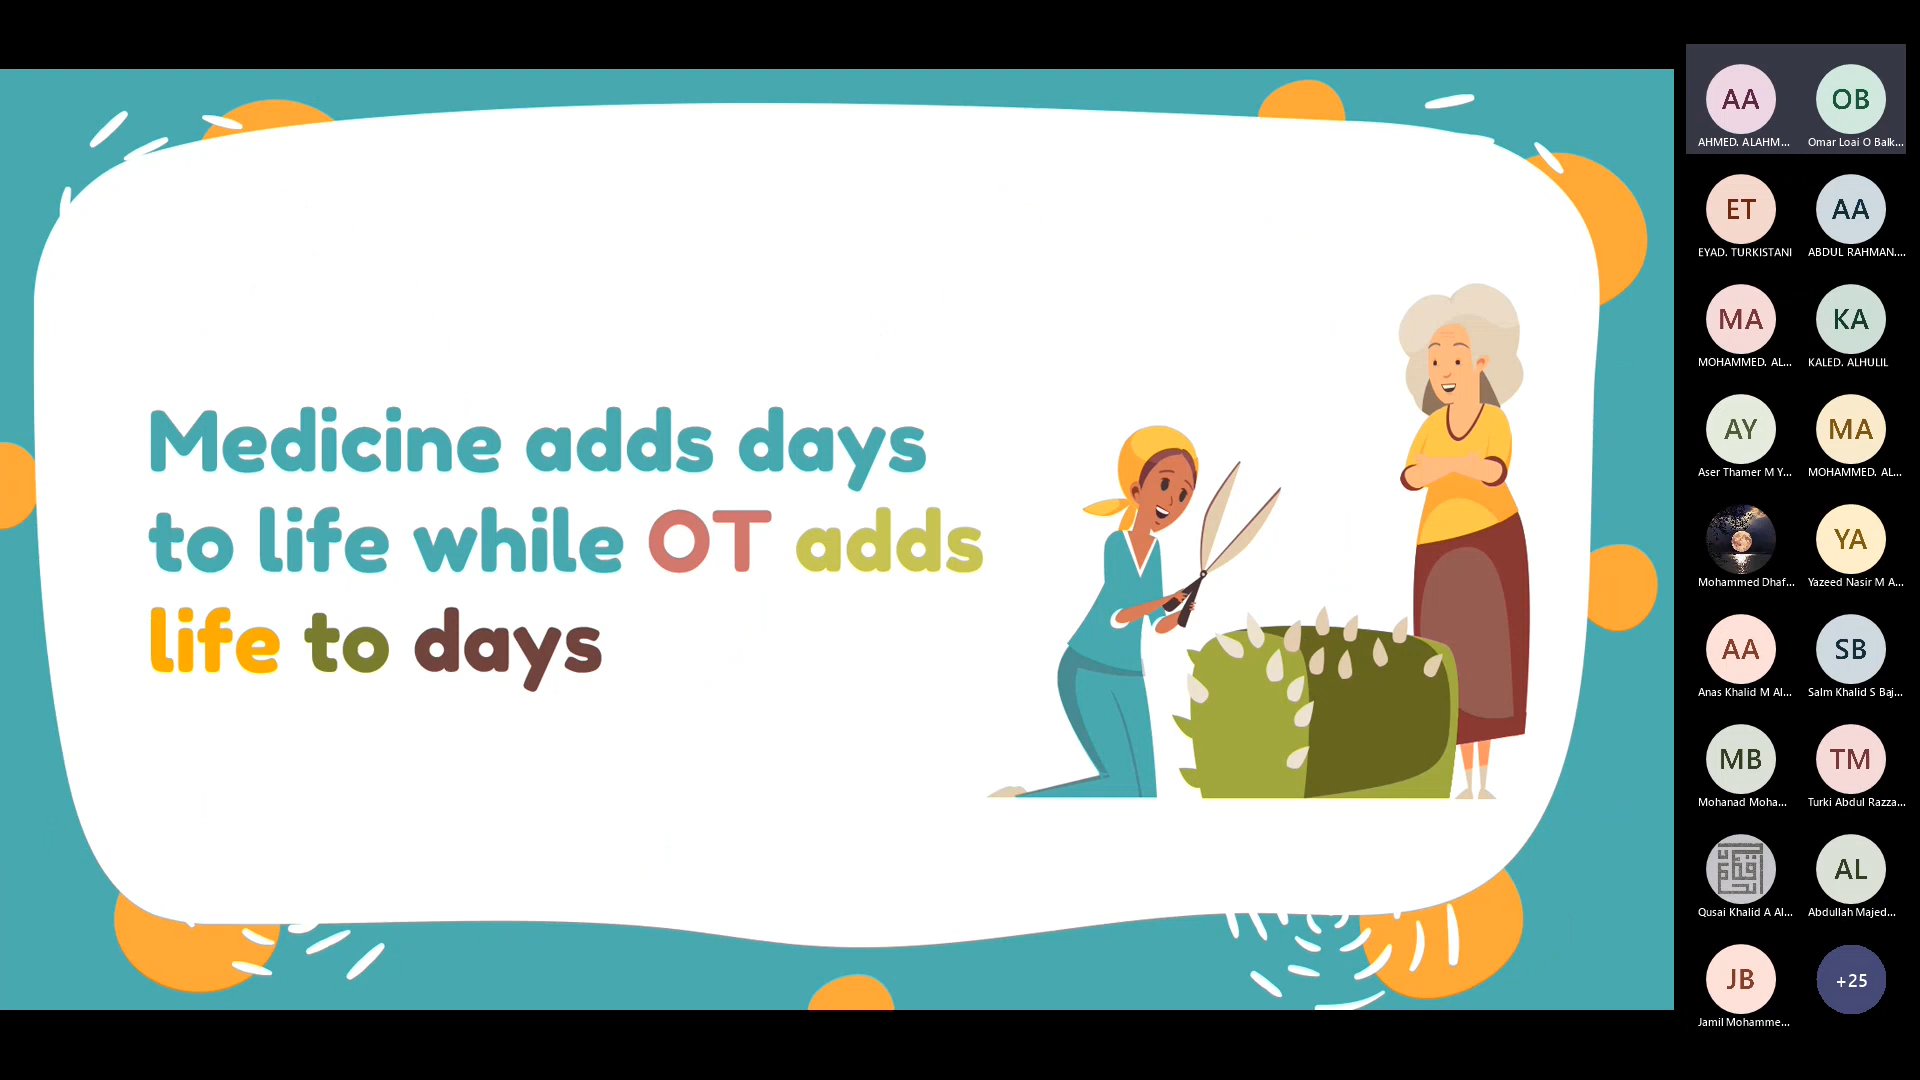 Medicine adds days
to life while OT adds
life to days
AA
AHMED. ALAHM...
OB
Omar Loai O Balk...
ET
EYAD. TURKISTANI
AA
ABDUL RAHMAN....
MA
MOHAMMED. AL...
KA
KALED. ALHULIL
AY
Aser Thamer M Y...
MA
MOHAMMED. AL...
Mohammed Dhaf...
YA
Yazeed Nasir M A...
AA
Anas Khalid M Al...
SB
Salm Khalid S Baj...
MB
Mohanad Moha...
TM
Turki Abdul Razza...
Qusai Khalid A Al...
AL
Abdullah Majed...
JB
Jamil Mohamme...
+25